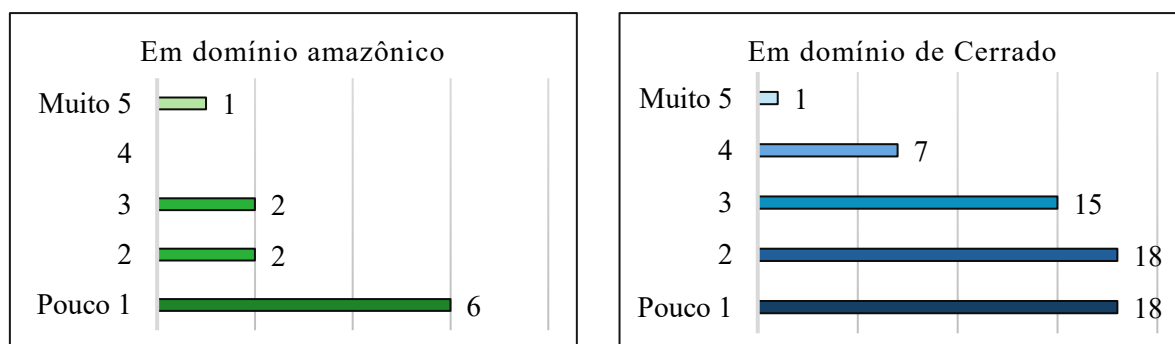 Em domínio amazônico
Muito 5 1
4
3 2
2 2
Pouco 1 6
Em domínio de Cerrado
Muito 5 1
4 7
3 15
2 18
Pouco 1 18